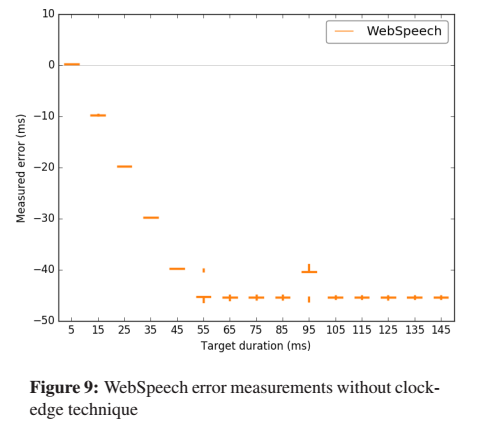 10
0
−10
−20
−30
−40
−50
Measured error (ms)
WebSpeech
5 15 25 35 45 55 65 75 85 95 105 115 125 135 145
Target duration (ms)
Figure 9: WebSpeech error measurements without clock-
edge technique